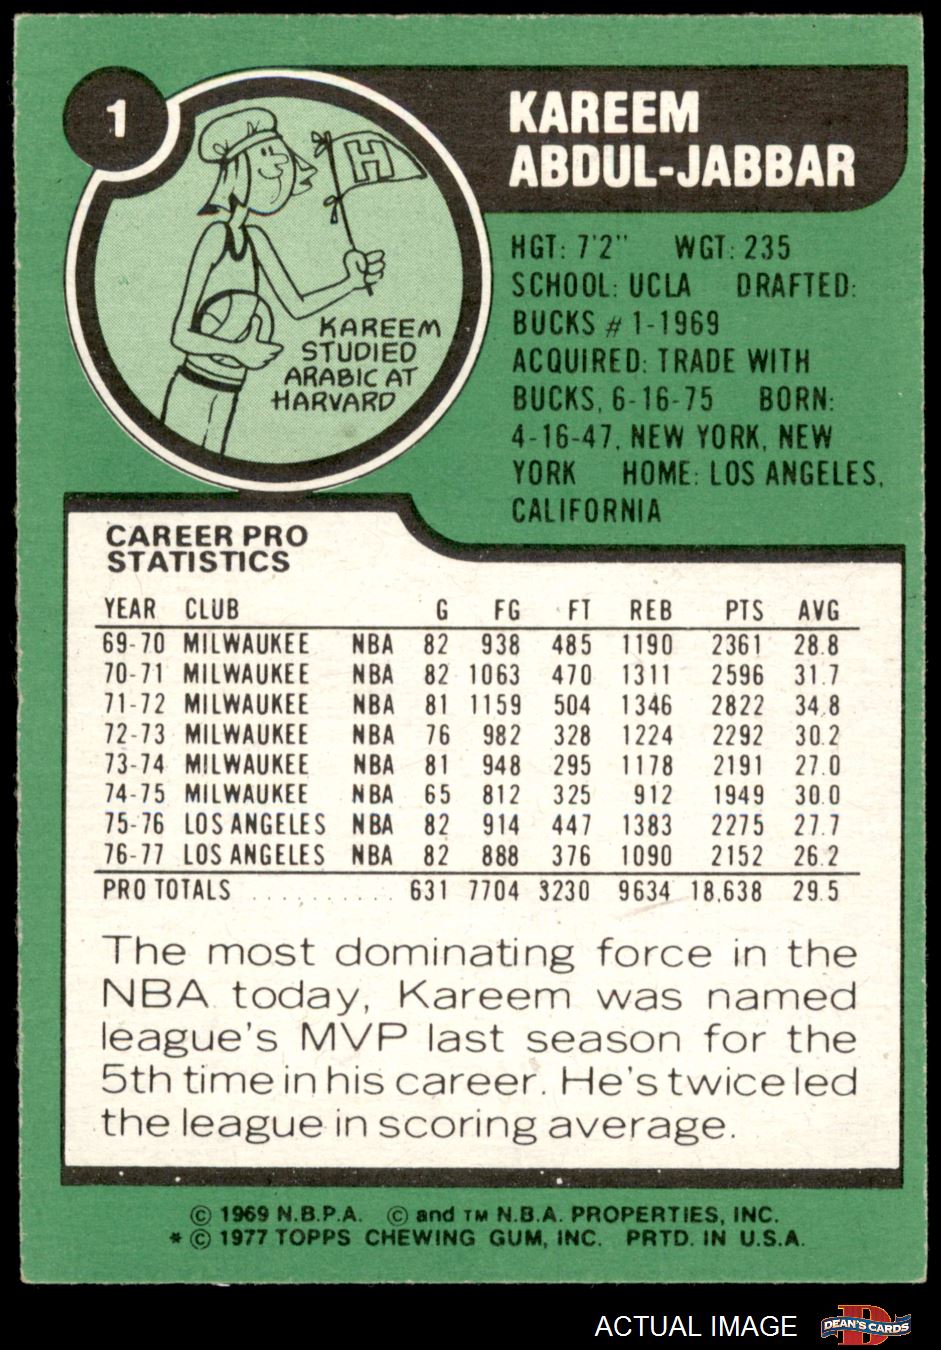 1
KAREEM
ABDUL-JABBAR
H
KAREEM
STUDIED
ARABIC AT
HARVARD
HGT: 7'2" WGT: 235
SCHOOL: UCLA DRAFTED:
BUCKS # 1-1969
ACQUIRED: TRADE WITH
BUCKS, 6-16-75 BORN:
4-16-47, NEW YORK, NEW
YORK HOME: LOS ANGELES,
CALIFORNIA
CAREER PRO
STATISTICS
YEAR CLUB G FG FT REB PTS AVG
69-70 MILWAUKEE NBA 82 938 485 1190 2361 28.8
70-71 MILWAUKEE NBA 82 1063 470 1311 2596 31.7
71-72 MILWAUKEE NBA 81 1159 504 1346 2822 34.8
72-73 MILWAUKEE NBA 76 982 328 1224 2292 30.2
73-74 MILWAUKEE NBA 81 948 295 1178 2191 27.0
74-75 MILWAUKEE NBA 65 812 325 912 1949 30.0
75-76 LOS ANGELES NBA 82 914 447 1383 2275 27.7
76-77 LOS ANGELES NBA 82 888 376 1090 2152 26.2
PRO TOTALS .......... 631 7704 3230 9634 18,638 29.5
The most dominating force in the
NBA today, Kareem was named
league's MVP last season for the
5th time in his career. He's twice led
the league in scoring average.
© 1969 N.B.P.A. © and TM N.B.A. PROPERTIES, INC.
* © 1977 TOPPS CHEWING GUM, INC. PRTD. IN U.S.A.
ACTUAL IMAGE
DEAN'S CARDS